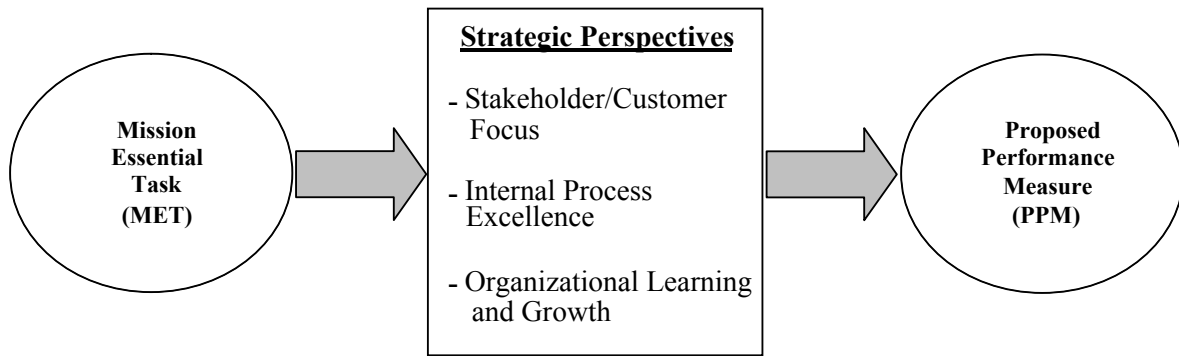 Mission
Essential
Task
(MET)
Strategic Perspectives
- Stakeholder/Customer
Focus
- Internal Process
Excellence
- Organizational Learning
and Growth
Proposed
Performance
Measure
(PPM)